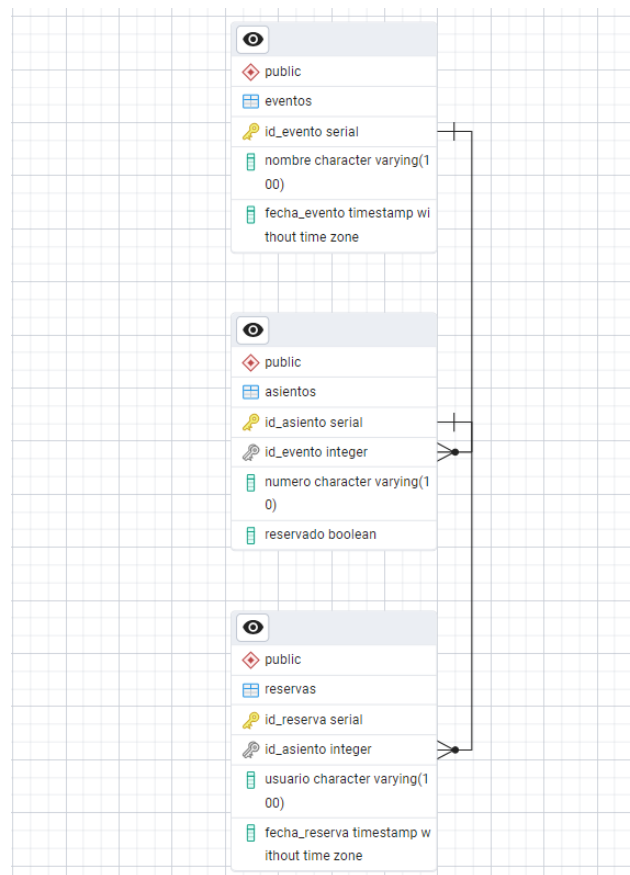 public
eventos
id_evento serial
nombre character varying(1
00)
fecha_evento timestamp wi
thout time zone
public
asientos
id_asiento serial
id_evento integer
numero character varying(1
0)
reservado boolean
public
reservas
id_reserva serial
id_asiento integer
usuario character varying(1
00)
fecha_reserva timestamp w
ithout time zone